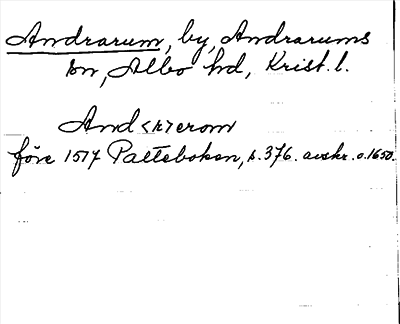 Andrarum, by, Andrarums
sn, Albo hd, Krist. l.
And<r>erom
före 1517 Palteboken, s. 376. avskr. o. 1650.